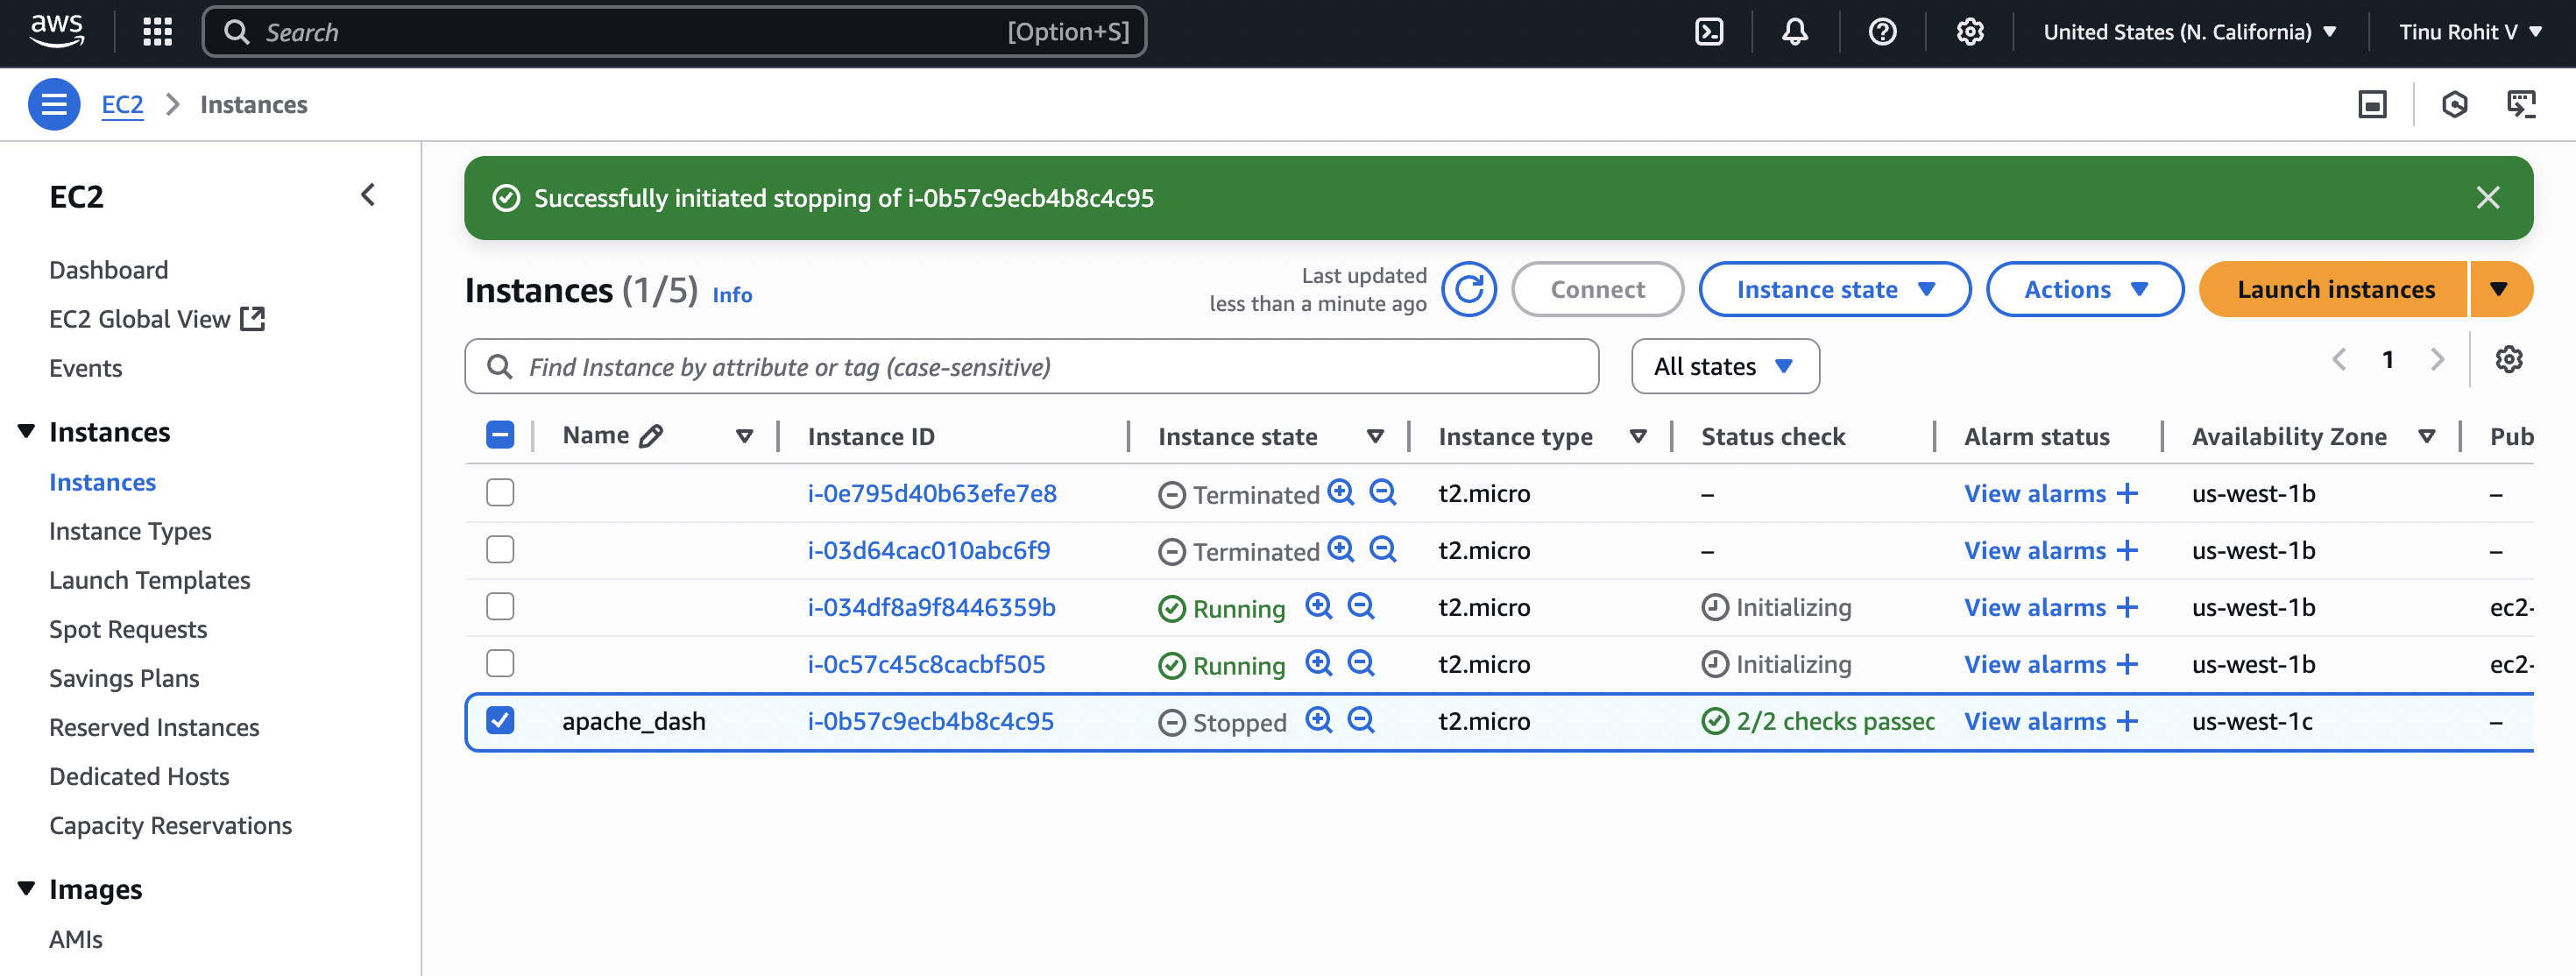 aws
Search [Option+S]
United States (N. California)
Tinu Rohit V
EC2
Instances
EC2
Dashboard
EC2 Global View
Events
Instances
Instances
Instance Types
Launch Templates
Spot Requests
Savings Plans
Reserved Instances
Dedicated Hosts
Capacity Reservations
Images
AMIs
Successfully initiated stopping of i-0b57c9ecb4b8c4c95
Instances (1/5) Info
Last updated
less than a minute ago
Connect
Instance state
Actions
Launch instances
Find Instance by attribute or tag (case-sensitive)
All states
1
Name Instance ID Instance state Instance type Status check Alarm status Availability Zone Pub
i-0e795d40b63efe7e8 Terminated t2.micro – View alarms + us-west-1b –
i-03d64cac010abc6f9 Terminated t2.micro – View alarms + us-west-1b –
i-034df8a9f8446359b Running t2.micro Initializing View alarms + us-west-1b ec2-
i-0c57c45c8cacbf505 Running t2.micro Initializing View alarms + us-west-1b ec2-
apache_dash i-0b57c9ecb4b8c4c95 Stopped t2.micro 2/2 checks passec View alarms + us-west-1c –